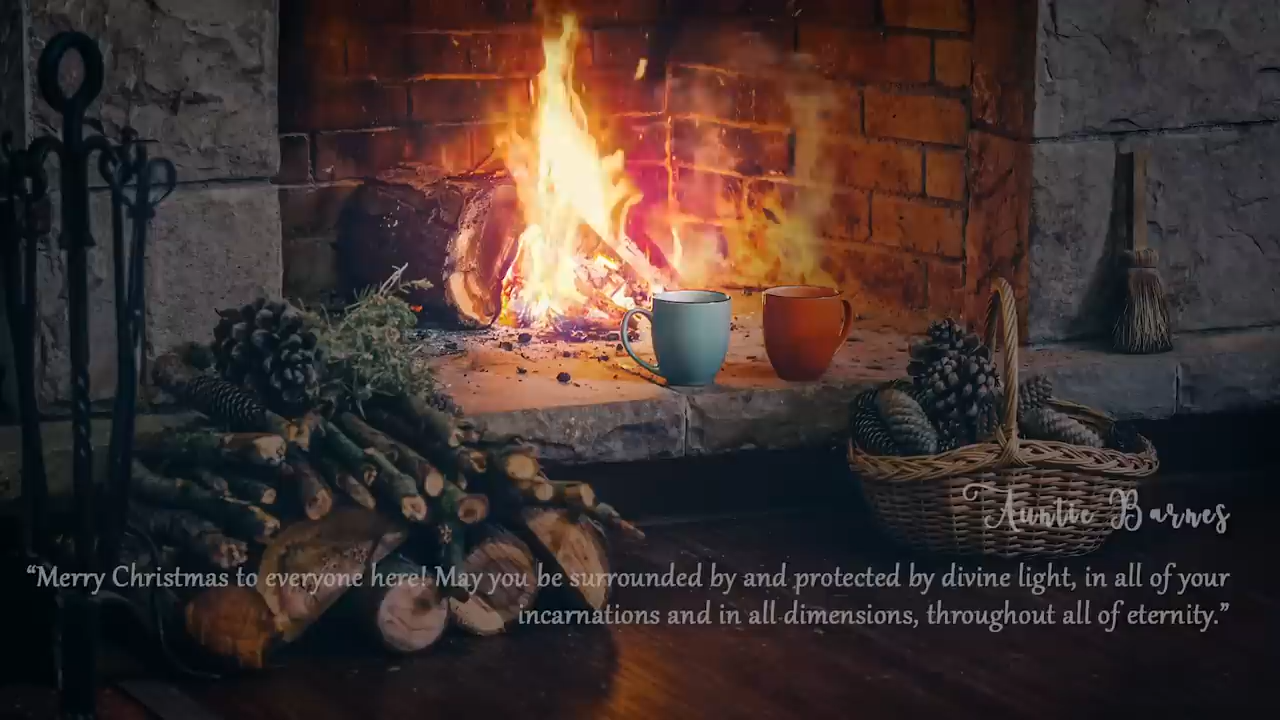 Auntie Barnes
“Merry Christmas to everyone here! May you be surrounded by and protected by divine light, in all of your
incarnations and in all dimensions, throughout all of eternity.”